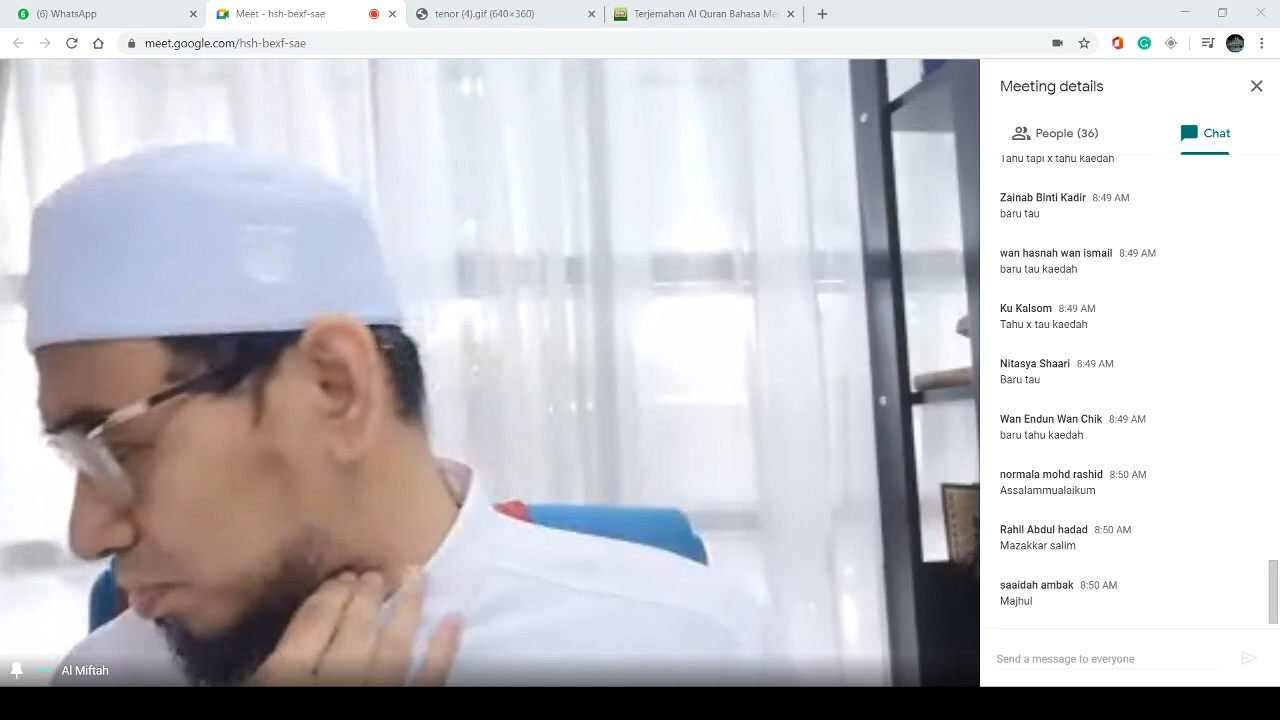 (6) WhatsApp
Meet - hsh-bexf-sae
tenor (4).gif (640×360)
Terjemahan Al Quran Bahasa Mel
meet.google.com/hsh-bexf-sae
Meeting details
People (36)
Chat
Tahu tapi x tahu kaedah
Zainab Binti Kadir 8:49 AM
baru tau
wan hasnah wan ismail 8:49 AM
baru tau kaedah
Ku Kalsom 8:49 AM
Tahu x tau kaedah
Nitasya Shaari 8:49 AM
Baru tau
Wan Endun Wan Chik 8:49 AM
baru tahu kaedah
normala mohd rashid 8:50 AM
Assalammualaikum
Rahil Abdul hadad 8:50 AM
Mazakkar salim
saaidah ambak 8:50 AM
Majhul
Send a message to everyone
Al Miftah